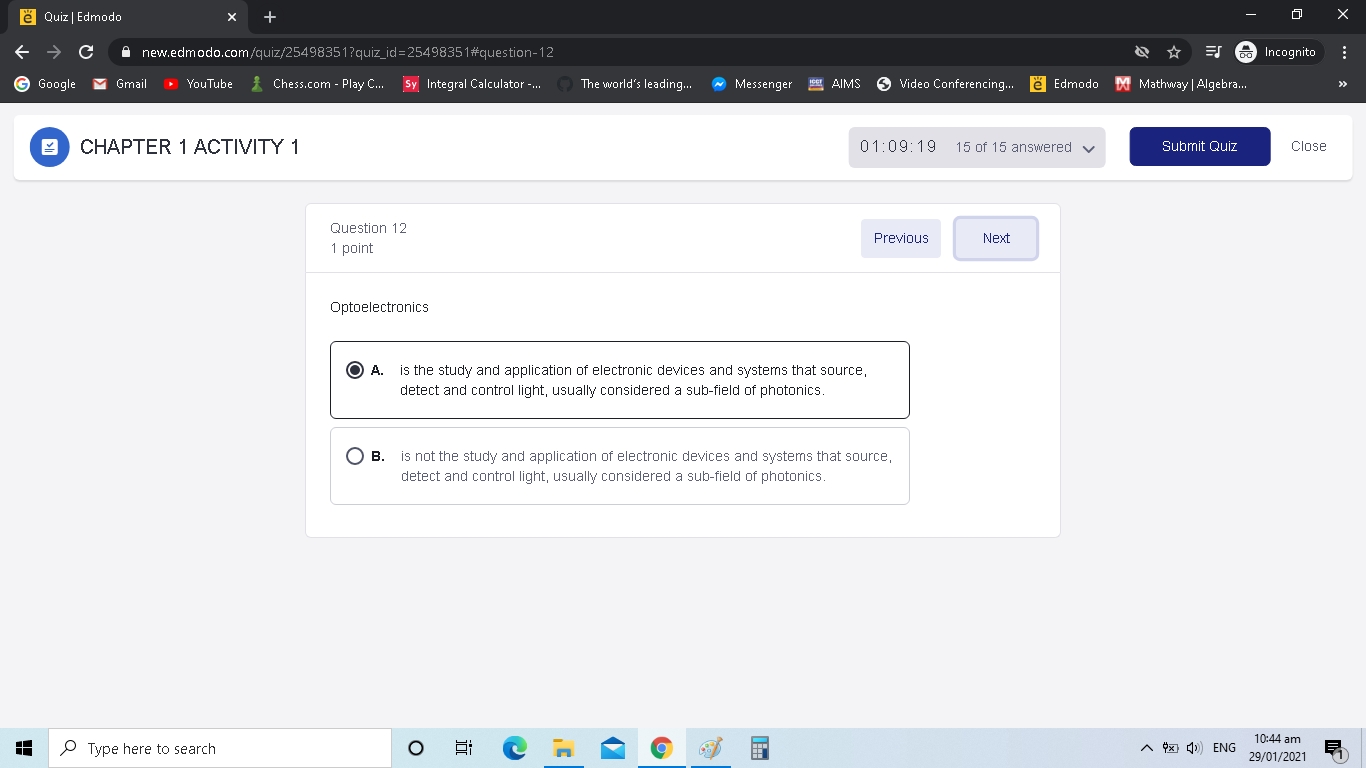 Quiz | Edmodo
new.edmodo.com/quiz/25498351?quiz_id=25498351#question-12
Incognito
Google Gmail YouTube Chess.com - Play C... Sy Integral Calculator -... The world's leading... Messenger AIMS Video Conferencing... Edmodo Mathway | Algebra... »
CHAPTER 1 ACTIVITY 1
01:09:19 15 of 15 answered
Submit Quiz
Close
Question 12
1 point
Previous
Next
Optoelectronics
A. is the study and application of electronic devices and systems that source,
detect and control light, usually considered a sub-field of photonics.
B. is not the study and application of electronic devices and systems that source,
detect and control light, usually considered a sub-field of photonics.
Type here to search
ENG
10:44 am
29/01/2021
1